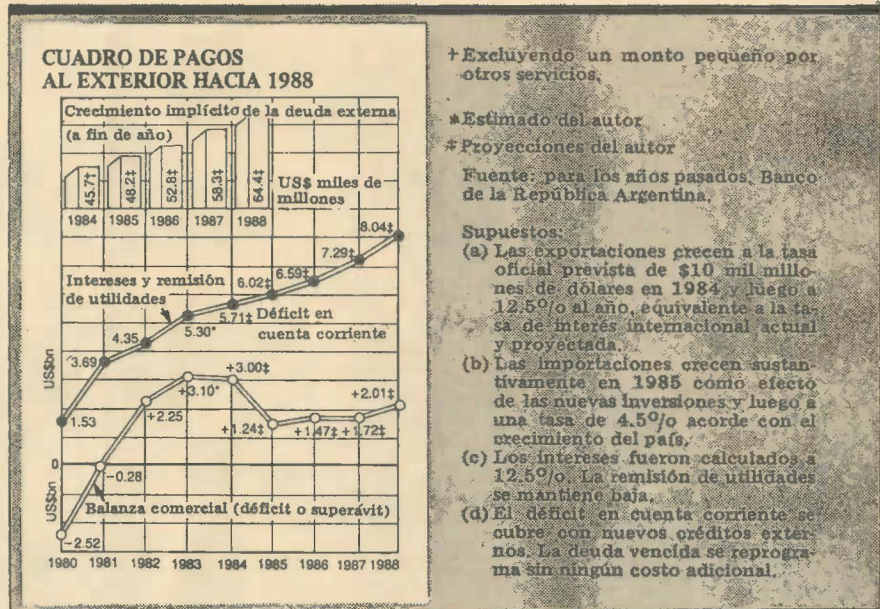 CUADRO DE PAGOS
AL EXTERIOR HACIA 1988
Crecimiento implícito de la deuda externa
(a fin de año)
45.7‡
48.2‡
52.8‡
58.3‡
64.4‡
US$ miles de
millones
1984 1985 1986 1987 1988
8.04‡
7.29‡
6.59‡
6.02‡
5.71‡
5.30*
4.35
3.69
1.53
Intereses y remisión
de utilidades
Déficit en
cuenta corriente
US$bn
+3.00‡
+3.10*
+2.25
+1.24‡
+1.47‡
+1.72‡
+2.01‡
0
−0.28
US$bn
Balanza comercial (déficit o superávit)
−2.52
1980 1981 1982 1983 1984 1985 1986 1987 1988
+ Excluyendo un monto pequeño por
otros servicios.
* Estimado del autor
‡ Proyecciones del autor
Fuente: para los años pasados, Banco
de la República Argentina.
Supuestos:
(a) Las exportaciones crecen a la tasa
oficial prevista de $10 mil millo-
nes de dólares en 1984 y luego a
12.5º/o al año, equivalente a la ta-
sa de interés internacional actual
y proyectada.
(b) Las importaciones crecen sustan-
tivamente en 1985 como efecto
de las nuevas inversiones y luego a
una tasa de 4.5º/o acorde con el
crecimiento del país.
(c) Los intereses fueron calculados a
12.5º/o. La remisión de utilidades
se mantiene baja.
(d) El déficit en cuenta corriente se
cubre con nuevos créditos exter-
nos. La deuda vencida se reprogra-
ma sin ningún costo adicional.